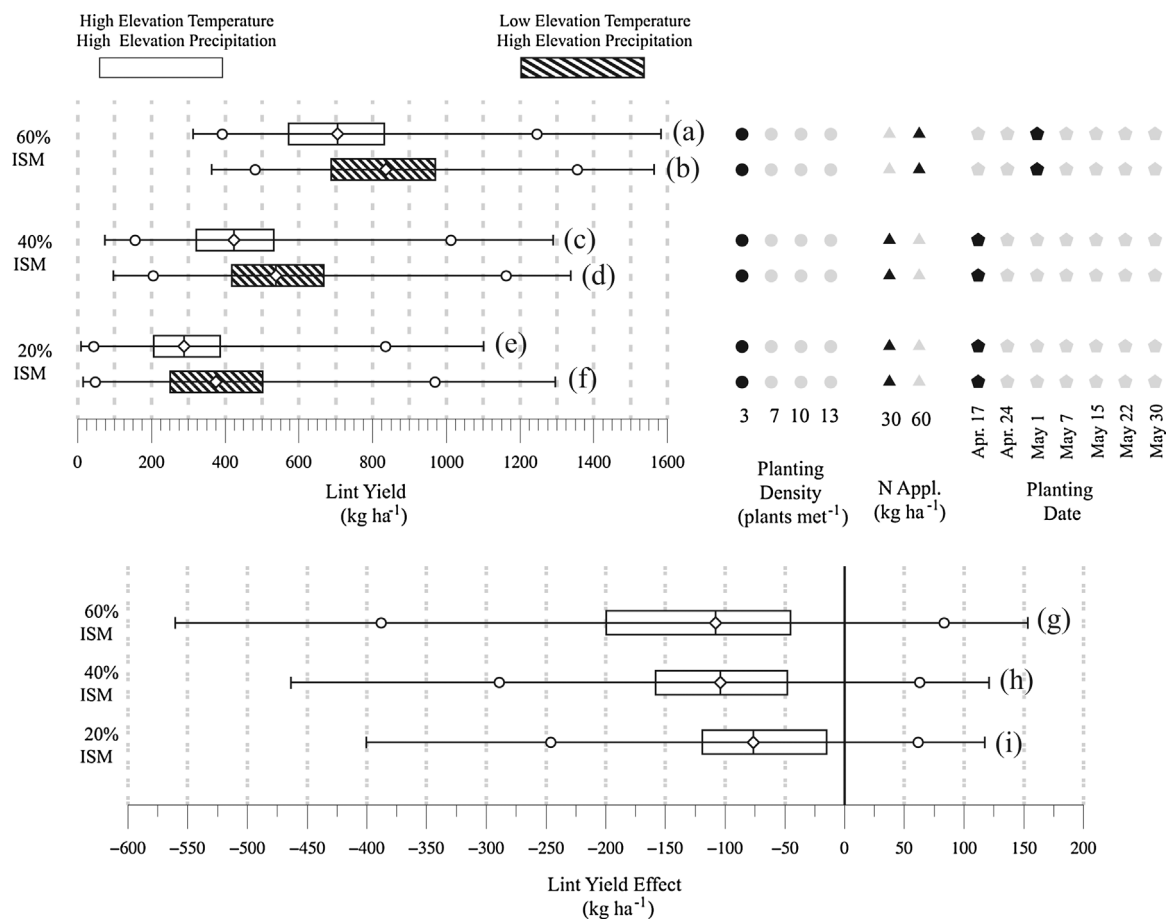 High Elevation Temperature
High Elevation Precipitation
Low Elevation Temperature
High Elevation Precipitation
60%
ISM
(a)
(b)
40%
ISM
(c)
(d)
20%
ISM
(e)
(f)
0 200 400 600 800 1000 1200 1400 1600
Lint Yield
(kg ha⁻¹)
3 7 10 13
Planting
Density
(plants met⁻¹)
30 60
N Appl.
(kg ha⁻¹)
Apr. 17
Apr. 24
May 1
May 7
May 15
May 22
May 30
Planting
Date
60%
ISM
(g)
40%
ISM
(h)
20%
ISM
(i)
−600 −550 −500 −450 −400 −350 −300 −250 −200 −150 −100 −50 0 50 100 150 200
Lint Yield Effect
(kg ha⁻¹)